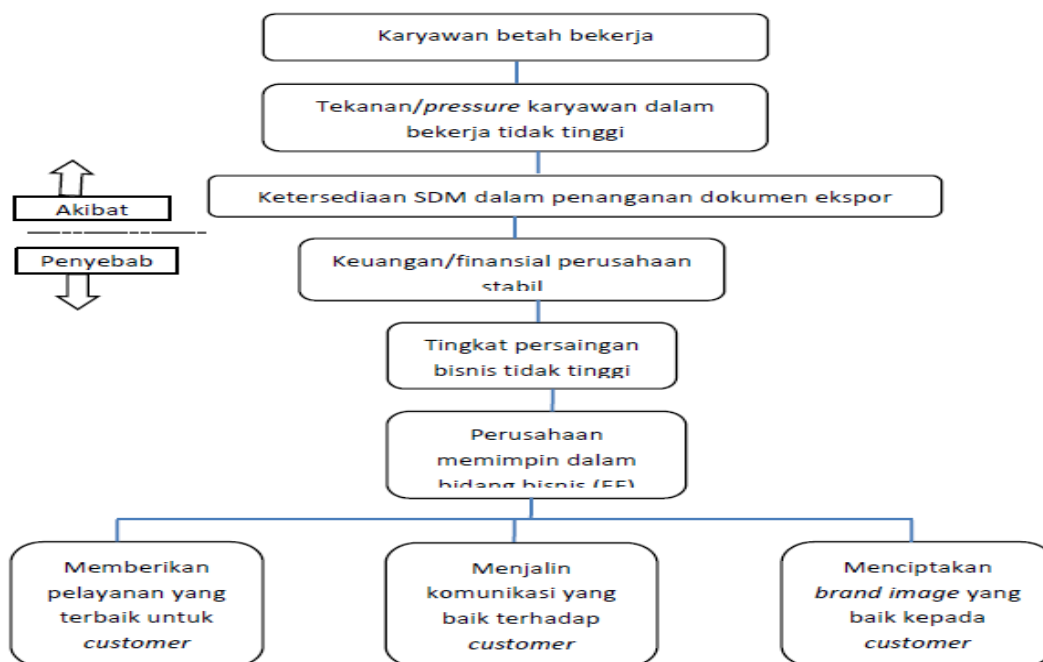 Karyawan betah bekerja
Tekanan/pressure karyawan dalam
bekerja tidak tinggi
Ketersediaan SDM dalam penanganan dokumen ekspor
Akibat
Penyebab
Keuangan/finansial perusahaan
stabil
Tingkat persaingan
bisnis tidak tinggi
Perusahaan
memimpin dalam
bidang bisnis
Memberikan
pelayanan yang
terbaik untuk
customer
Menjalin
komunikasi yang
baik terhadap
customer
Menciptakan
brand image yang
baik kepada
customer